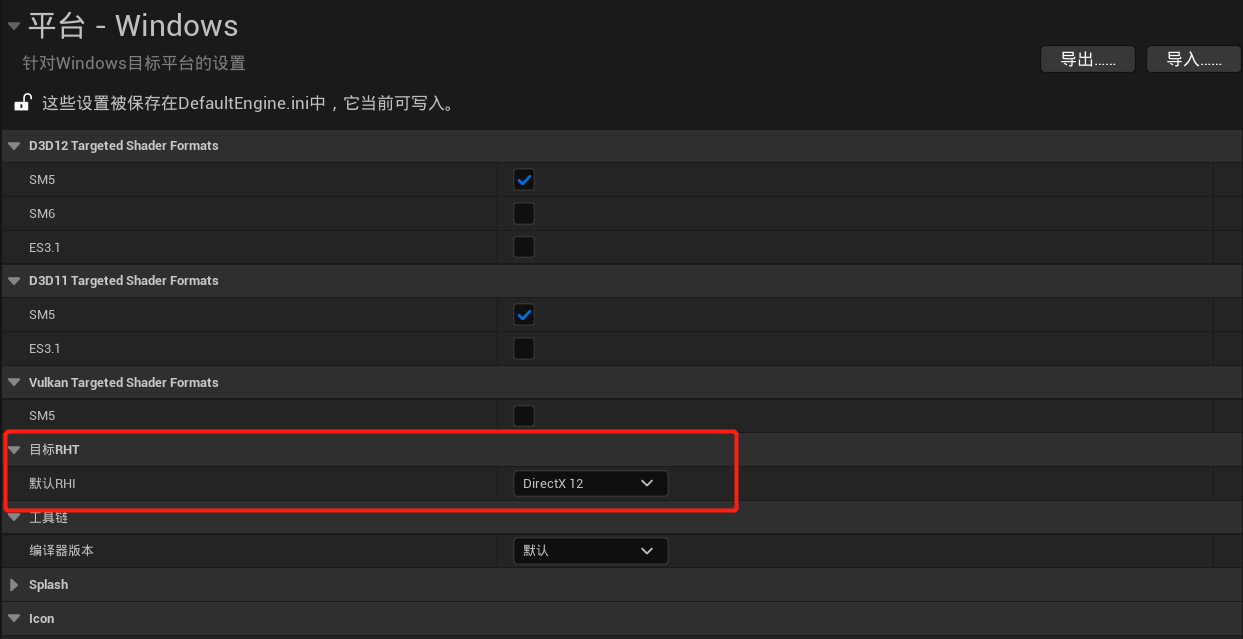 平台 - Windows
针对Windows目标平台的设置
导出......
导入......
这些设置被保存在DefaultEngine.ini中，它当前可写入。
D3D12 Targeted Shader Formats
SM5
SM6
ES3.1
D3D11 Targeted Shader Formats
SM5
ES3.1
Vulkan Targeted Shader Formats
SM5
目标RHT
默认RHI
DirectX 12
工具链
编译器版本
默认
Splash
Icon